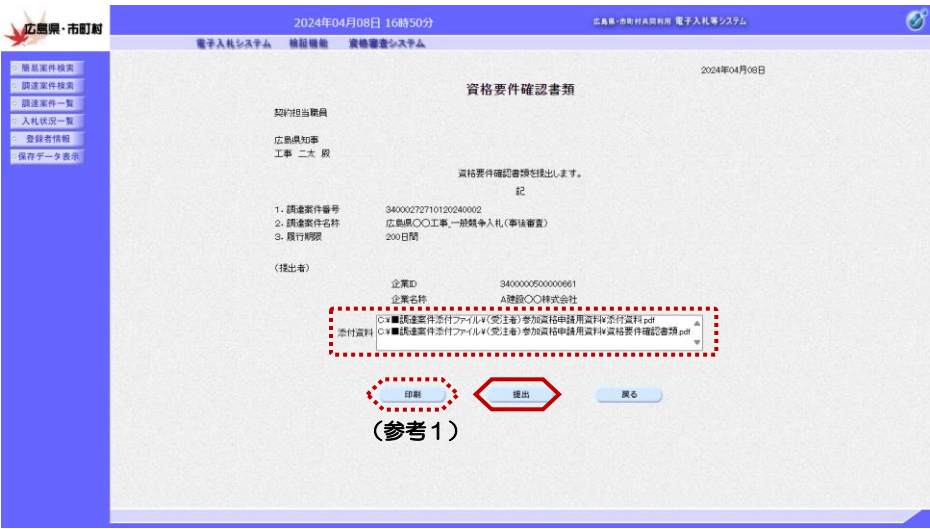 広島県・市町村
2024年04月08日 16時50分
広島県・市町村共同利用 電子入札等システム
電子入札システム 検証機能 資格審査システム
簡易案件検索
調達案件検索
調達案件一覧
入札状況一覧
登録者情報
保存データ表示
2024年04月08日
資格要件確認書類
契約担当職員
広島県知事
工事 二太 殿
資格要件確認書類を提出します。
記
1. 調達案件番号 34000272710120240002
2. 調達案件名称 広島県〇〇工事_一般競争入札(事後審査)
3. 履行期限 200日間
(提出者)
企業ID 3400000500000661
企業名称 A建設〇〇株式会社
添付資料
C:¥■調達案件添付ファイル¥(受注者)参加資格申請用資料¥添付資料.pdf
C:¥■調達案件添付ファイル¥(受注者)参加資格申請用資料¥資格要件確認書類.pdf
印刷 提出 戻る
(参考1)